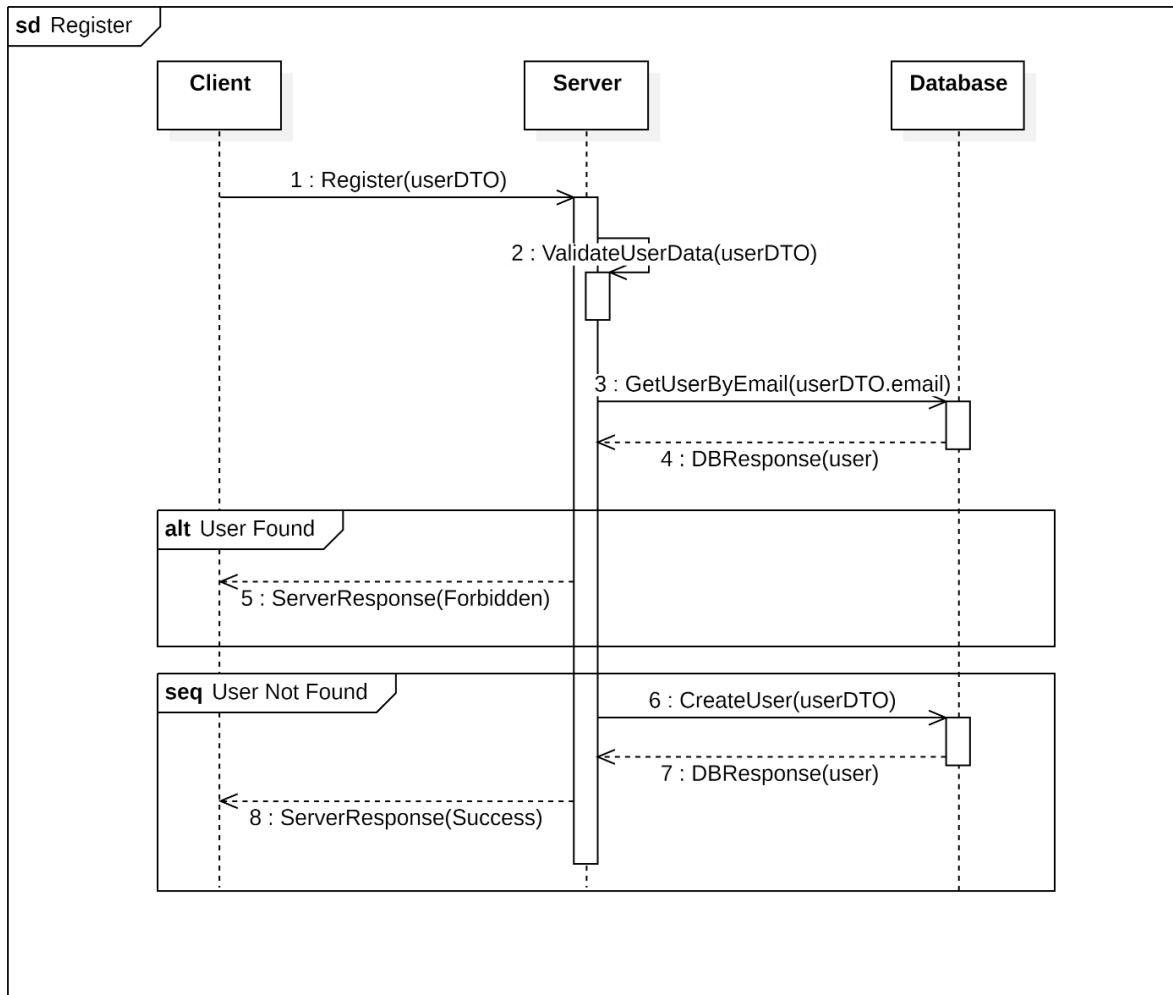 sd Register
Client
Server
Database
1 : Register(userDTO)
2 : ValidateUserData(userDTO)
3 : GetUserByEmail(userDTO.email)
4 : DBResponse(user)
alt User Found
5 : ServerResponse(Forbidden)
seq User Not Found
6 : CreateUser(userDTO)
7 : DBResponse(user)
8 : ServerResponse(Success)